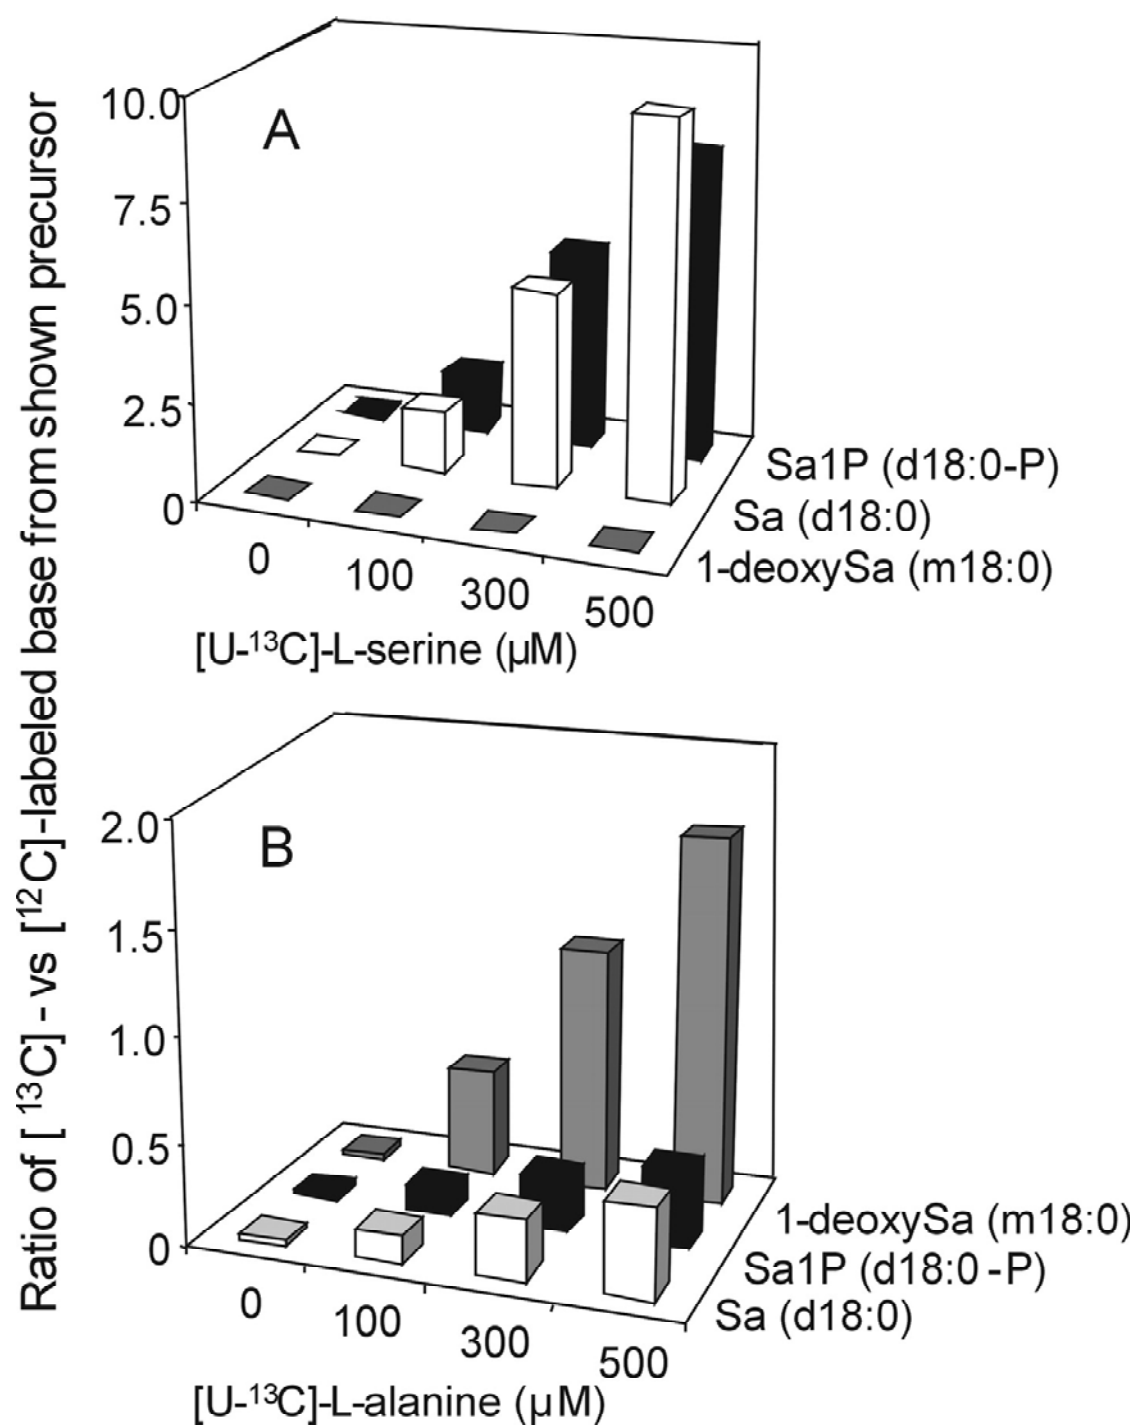 Ratio of [ ¹³C] - vs [¹²C]-labeled base from shown precursor
A
10.0
7.5
5.0
2.5
0
0
100
300
500
[U-¹³C]-L-serine (µM)
Sa1P (d18:0-P)
Sa (d18:0)
1-deoxySa (m18:0)
B
2.0
1.5
1.0
0.5
0
0
100
300
500
[U-¹³C]-L-alanine (µM)
1-deoxySa (m18:0)
Sa1P (d18:0 -P)
Sa (d18:0)